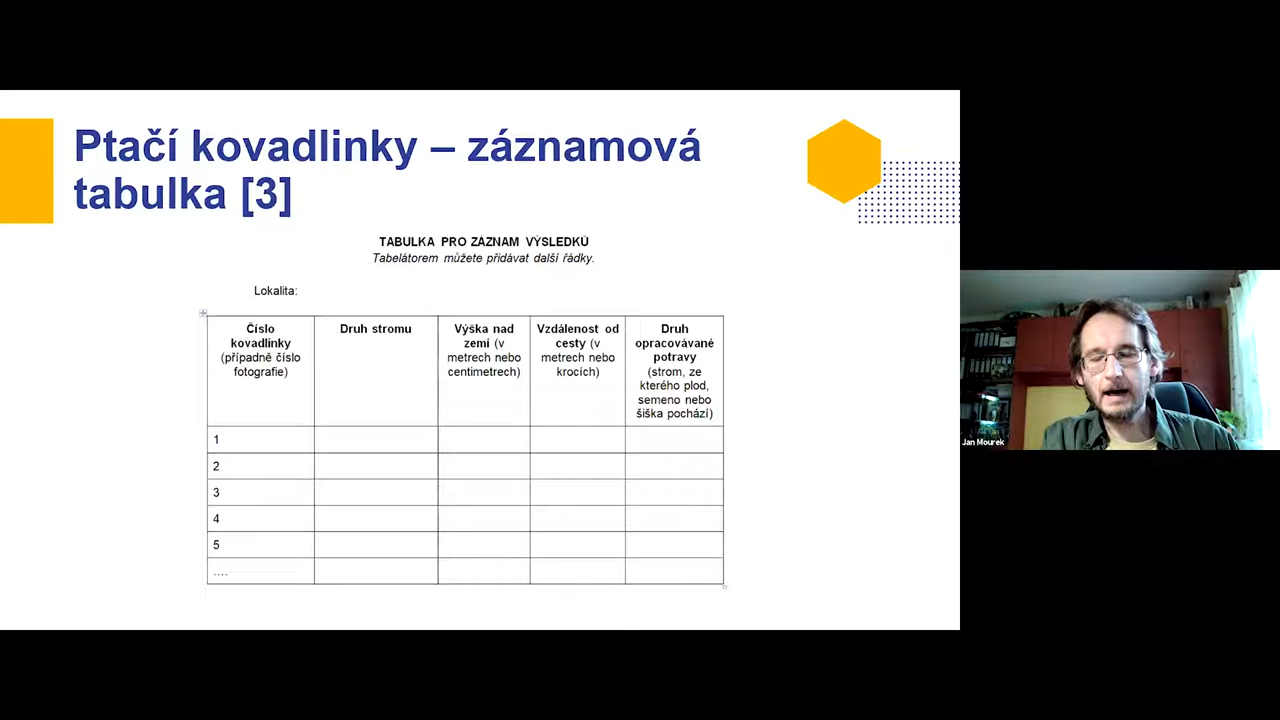 Ptačí kovadlinky – záznamová
tabulka [3]
TABULKA PRO ZÁZNAM VÝSLEDKŮ
Tabelátorem můžete přidávat další řádky.
Lokalita:
Číslo
kovadlinky
(případně číslo
fotografie)
Druh stromu
Výška nad
zemí (v
metrech nebo
centimetrech)
Vzdálenost od
cesty (v
metrech nebo
krocích)
Druh
opracovávané
potravy
(strom, ze
kterého plod,
semeno nebo
šiška pochází)
1
2
3
4
5
....
Jan Mourek